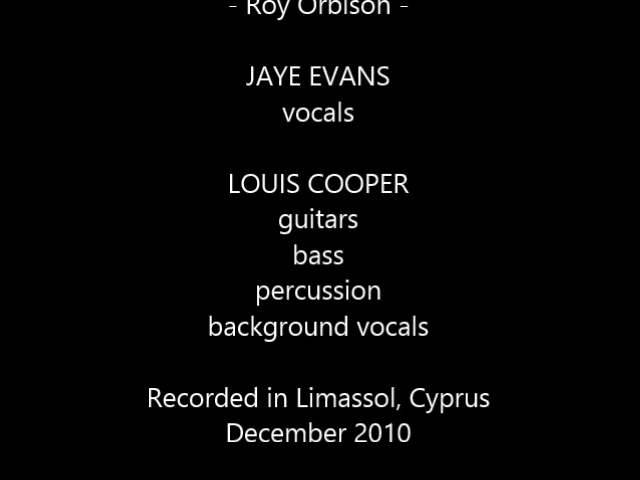 - Roy Orbison -
JAYE EVANS
vocals
LOUIS COOPER
guitars
bass
percussion
background vocals
Recorded in Limassol, Cyprus
December 2010